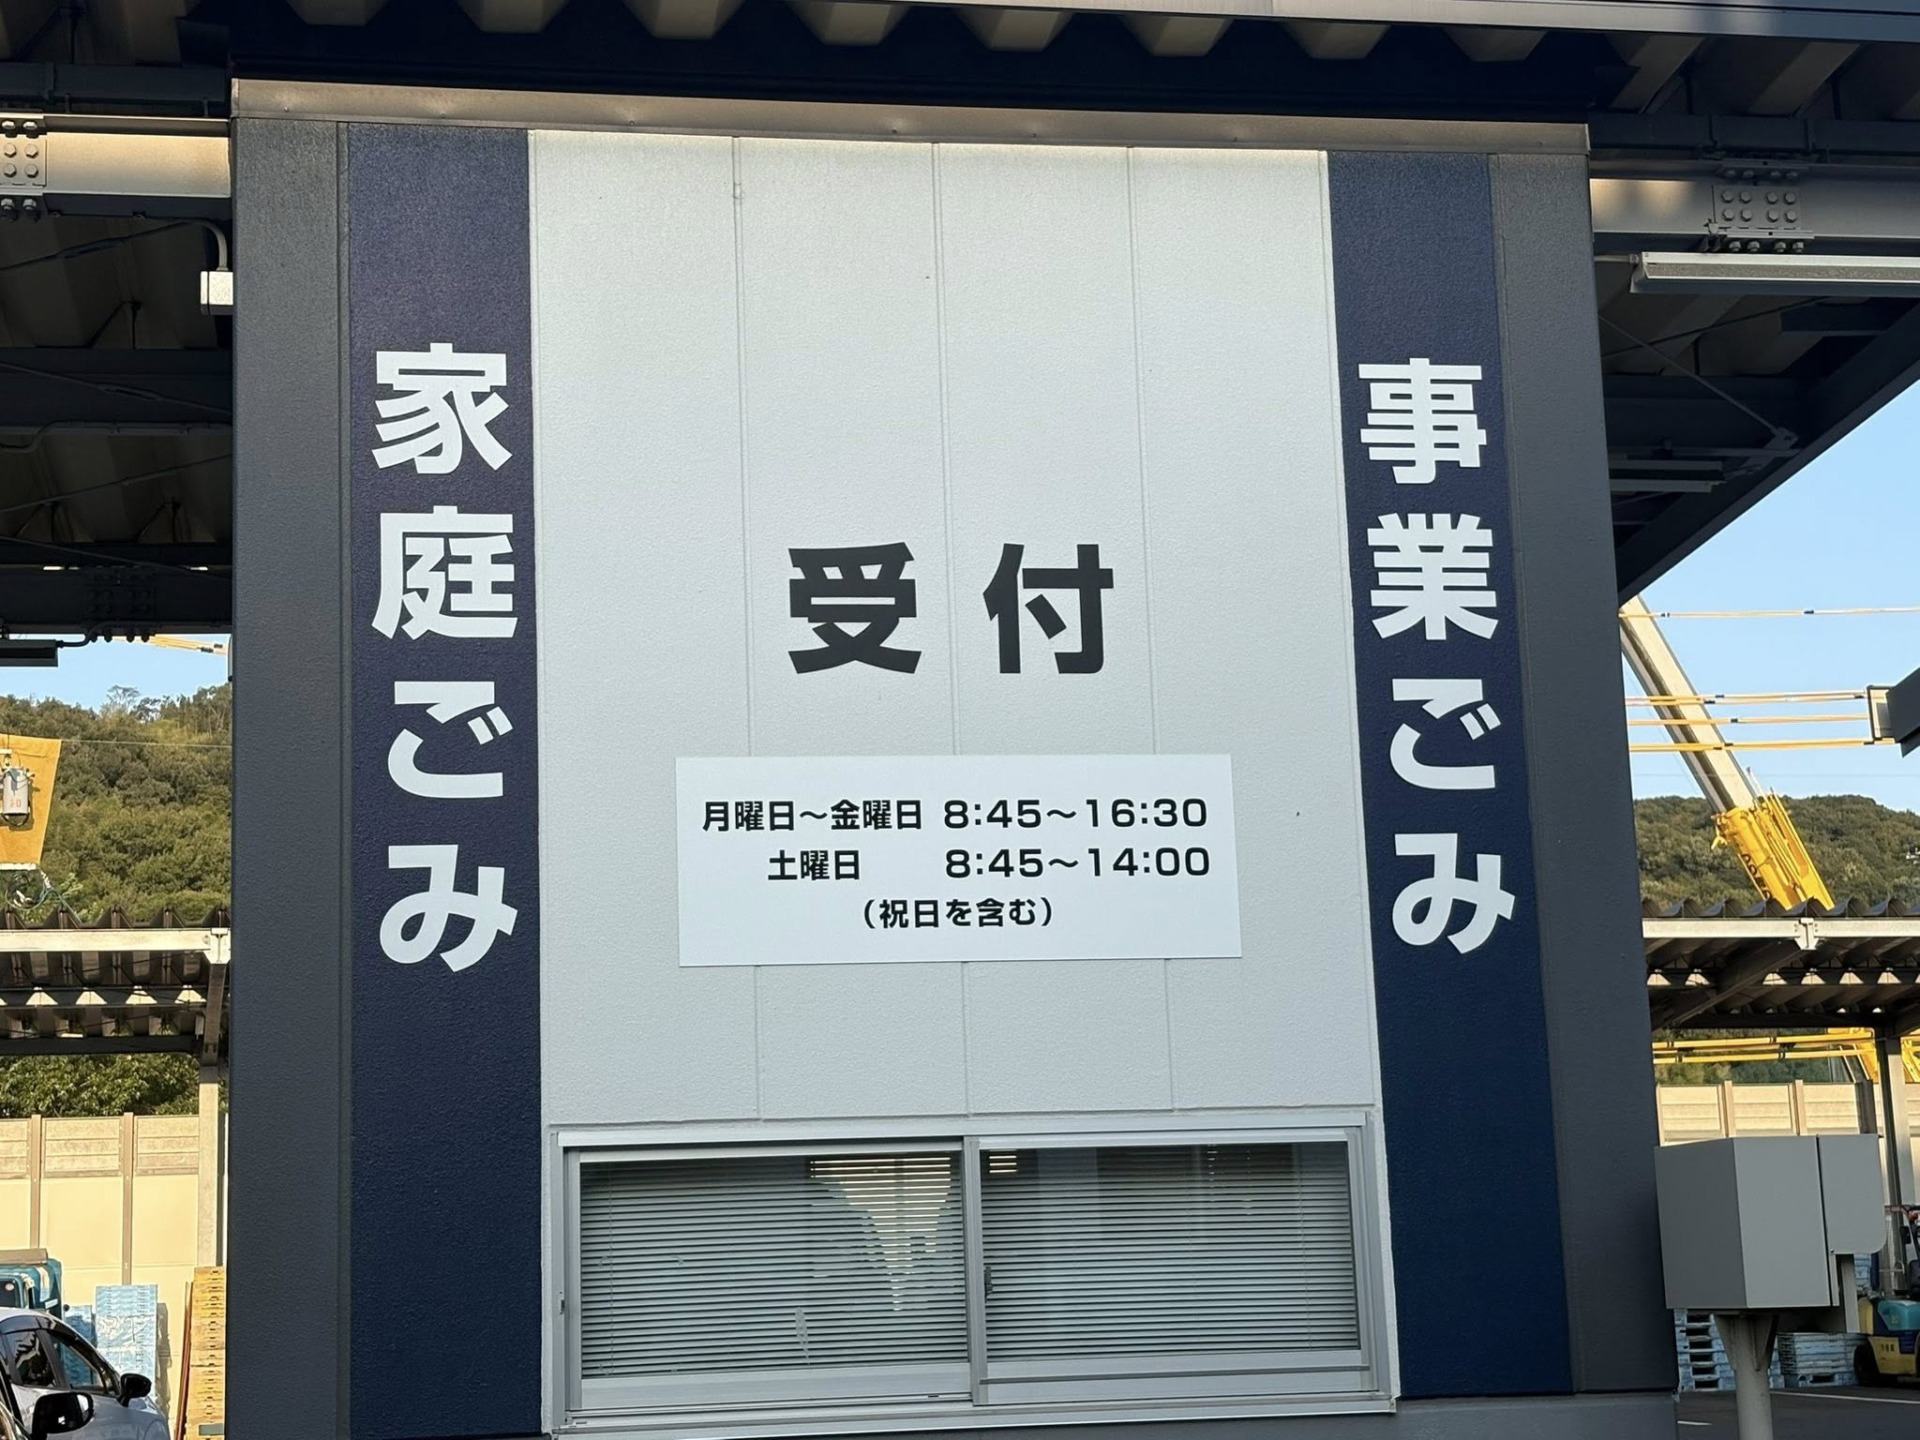 家庭ごみ
受付
月曜日～金曜日 8:45～16:30
土曜日 8:45～14:00
(祝日を含む)
事業ごみ